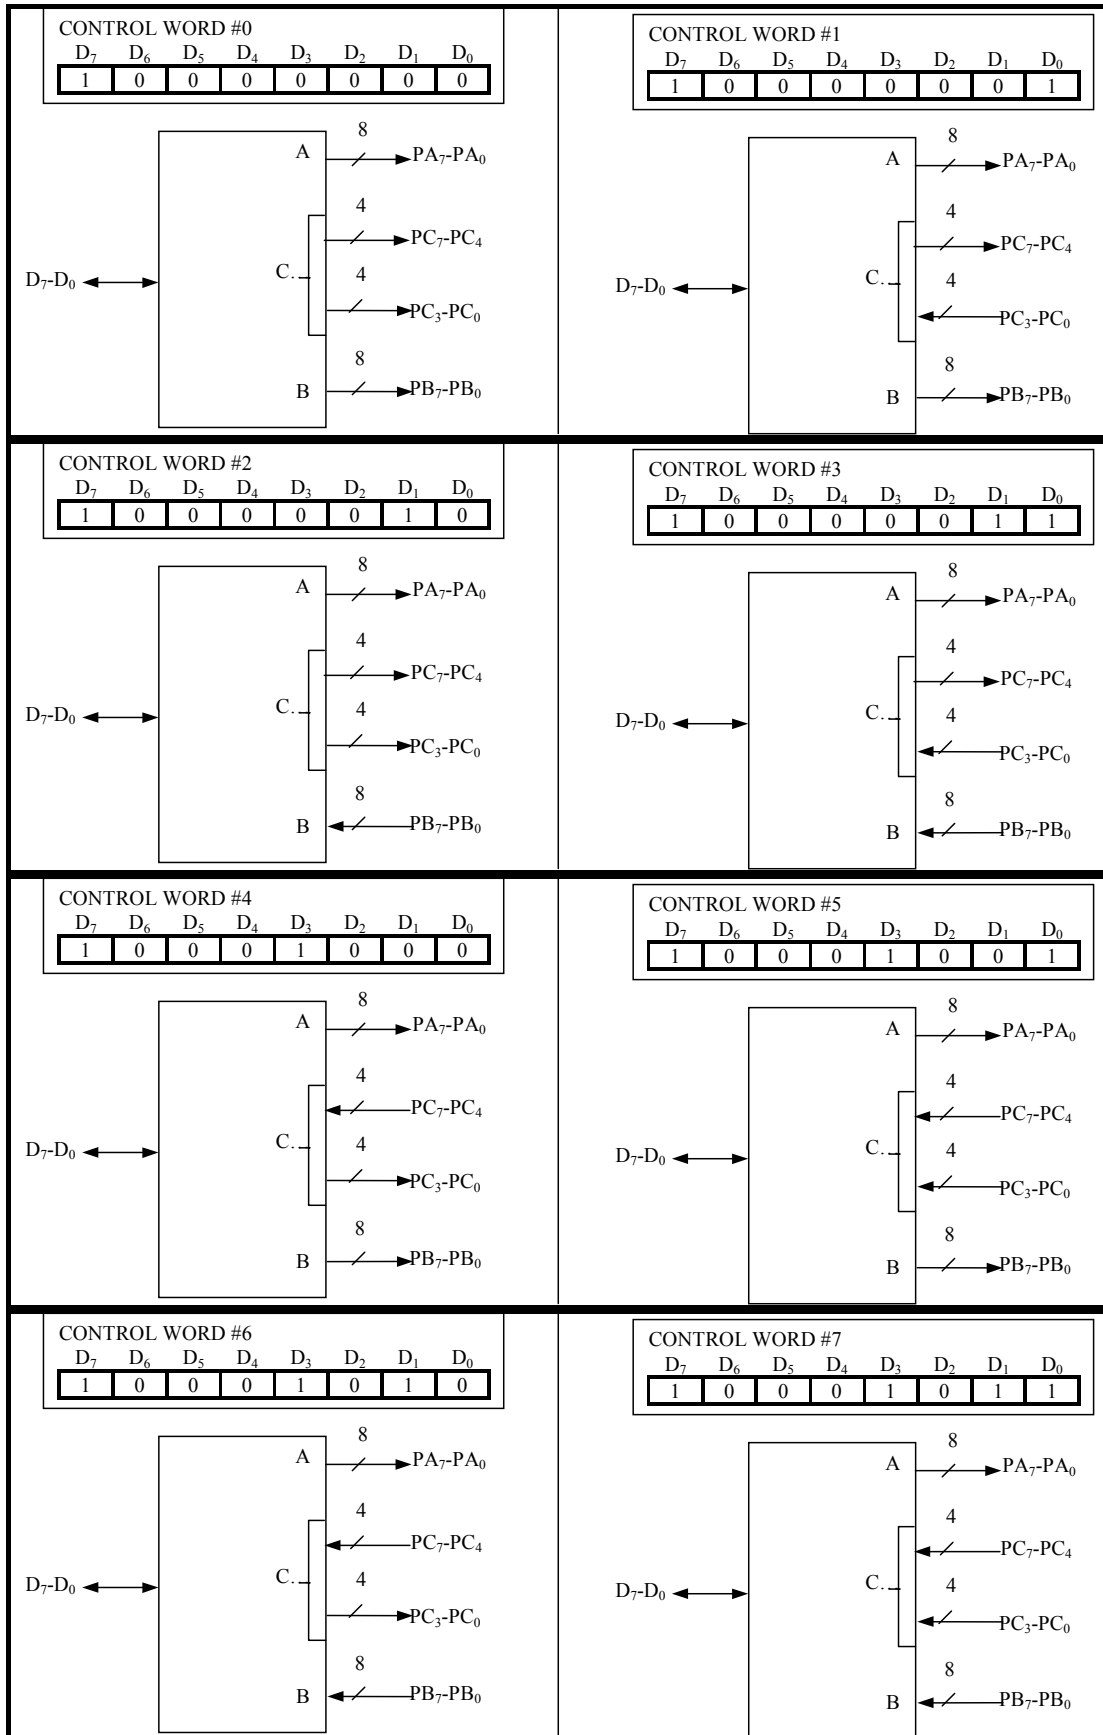 CONTROL WORD #0
D₇ D₆ D₅ D₄ D₃ D₂ D₁ D₀
1 0 0 0 0 0 0 0
8
A PA₇-PA₀
4
PC₇-PC₄
C...
4
D₇-D₀
PC₃-PC₀
8
B PB₇-PB₀
CONTROL WORD #1
D₇ D₆ D₅ D₄ D₃ D₂ D₁ D₀
1 0 0 0 0 0 0 1
8
A PA₇-PA₀
4
PC₇-PC₄
C...
4
D₇-D₀
PC₃-PC₀
8
B PB₇-PB₀
CONTROL WORD #2
D₇ D₆ D₅ D₄ D₃ D₂ D₁ D₀
1 0 0 0 0 0 1 0
8
A PA₇-PA₀
4
PC₇-PC₄
C...
4
D₇-D₀
PC₃-PC₀
8
B PB₇-PB₀
CONTROL WORD #3
D₇ D₆ D₅ D₄ D₃ D₂ D₁ D₀
1 0 0 0 0 0 1 1
8
A PA₇-PA₀
4
PC₇-PC₄
C...
4
D₇-D₀
PC₃-PC₀
8
B PB₇-PB₀
CONTROL WORD #4
D₇ D₆ D₅ D₄ D₃ D₂ D₁ D₀
1 0 0 0 1 0 0 0
8
A PA₇-PA₀
4
PC₇-PC₄
C...
4
D₇-D₀
PC₃-PC₀
8
B PB₇-PB₀
CONTROL WORD #5
D₇ D₆ D₅ D₄ D₃ D₂ D₁ D₀
1 0 0 0 1 0 0 1
8
A PA₇-PA₀
4
PC₇-PC₄
C...
4
D₇-D₀
PC₃-PC₀
8
B PB₇-PB₀
CONTROL WORD #6
D₇ D₆ D₅ D₄ D₃ D₂ D₁ D₀
1 0 0 0 1 0 1 0
8
A PA₇-PA₀
4
PC₇-PC₄
C...
4
D₇-D₀
PC₃-PC₀
8
B PB₇-PB₀
CONTROL WORD #7
D₇ D₆ D₅ D₄ D₃ D₂ D₁ D₀
1 0 0 0 1 0 1 1
8
A PA₇-PA₀
4
PC₇-PC₄
C...
4
D₇-D₀
PC₃-PC₀
8
B PB₇-PB₀